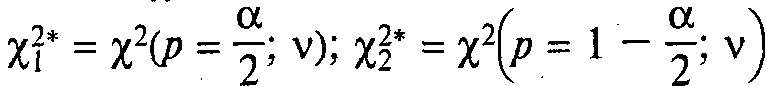 χ₁²* = χ²(p = α/2; ν); χ₂²* = χ²(p = 1 − α/2; ν)